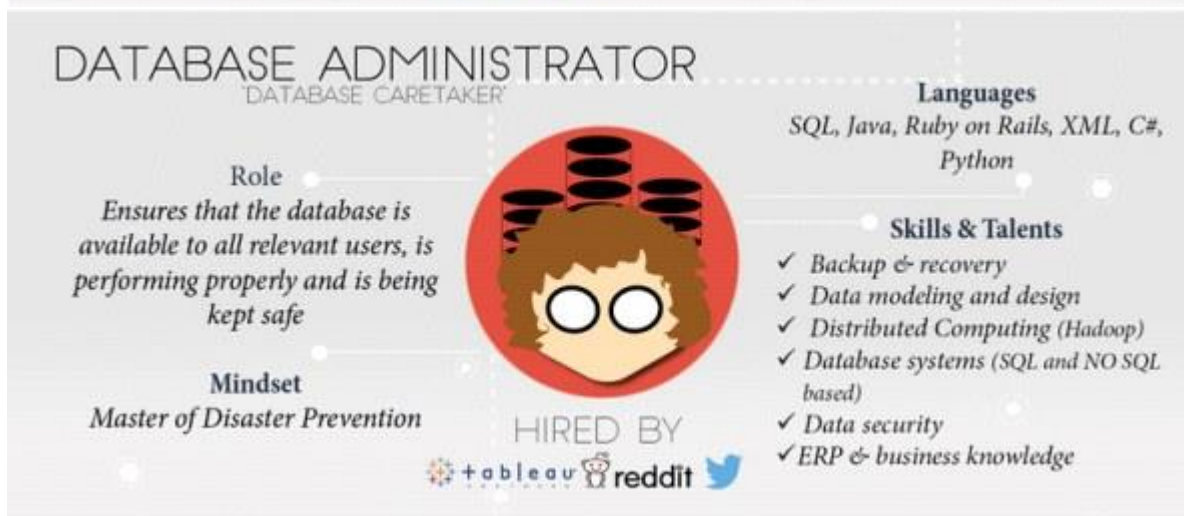 DATABASE ADMINISTRATOR
'DATABASE CARETAKER'
Role
Ensures that the database is
available to all relevant users, is
performing properly and is being
kept safe
Mindset
Master of Disaster Prevention
Languages
SQL, Java, Ruby on Rails, XML, C#,
Python
Skills & Talents
✓ Backup & recovery
✓ Data modeling and design
✓ Distributed Computing (Hadoop)
✓ Database systems (SQL and NO SQL
based)
✓ Data security
✓ ERP & business knowledge
HIRED BY
+ableau reddit